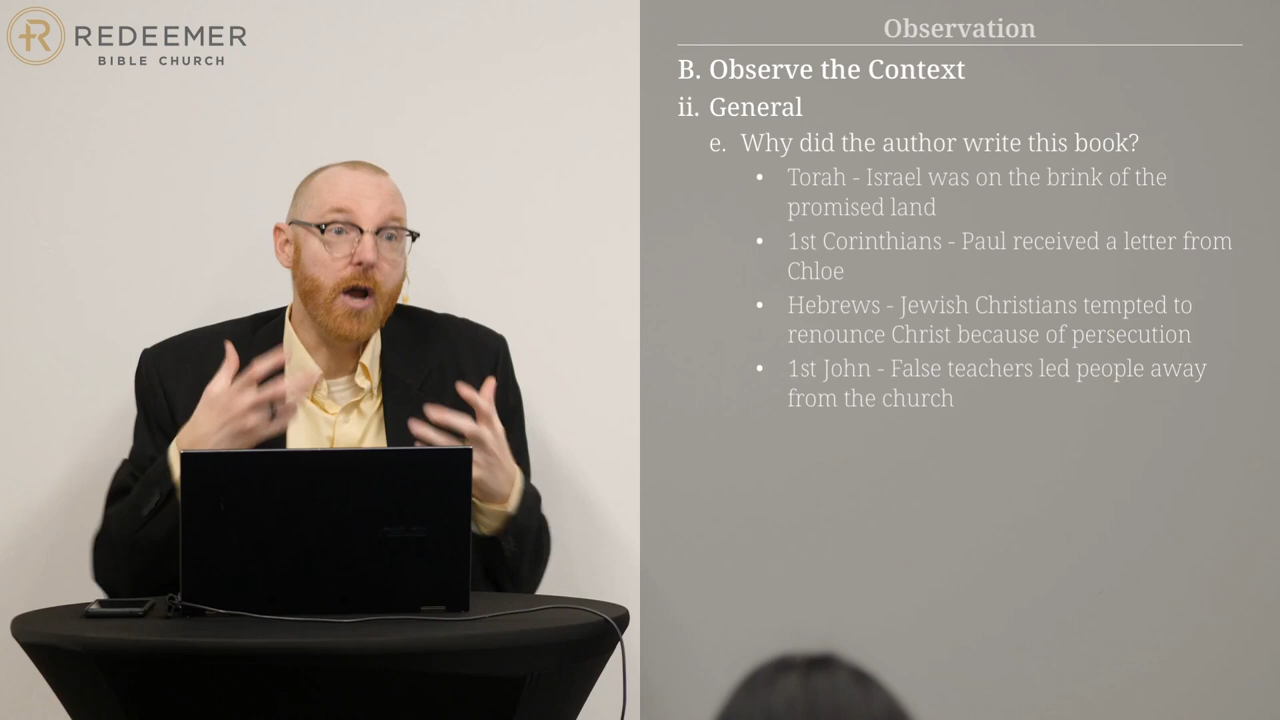 REDEEMER
BIBLE CHURCH
Observation
B. Observe the Context
ii. General
e. Why did the author write this book?
• Torah - Israel was on the brink of the
promised land
• 1st Corinthians - Paul received a letter from
Chloe
• Hebrews - Jewish Christians tempted to
renounce Christ because of persecution
• 1st John - False teachers led people away
from the church